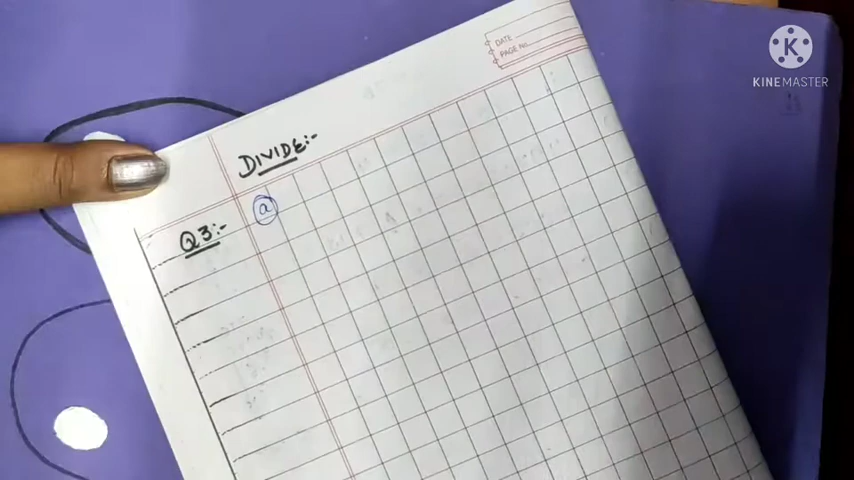 DATE
PAGE No.
DIVIDE:-
Q3:-
a
K
KINEMASTER